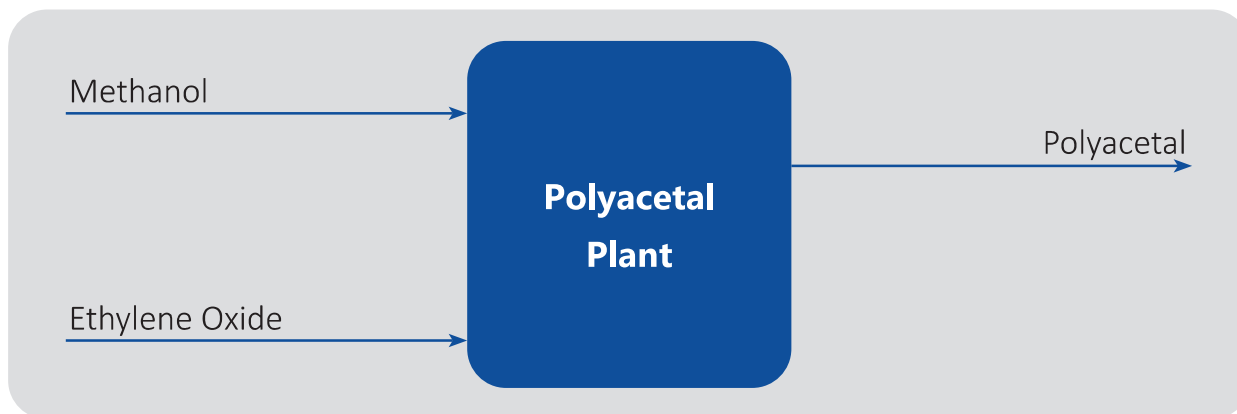 Methanol
Polyacetal
Polyacetal
Plant
Ethylene Oxide